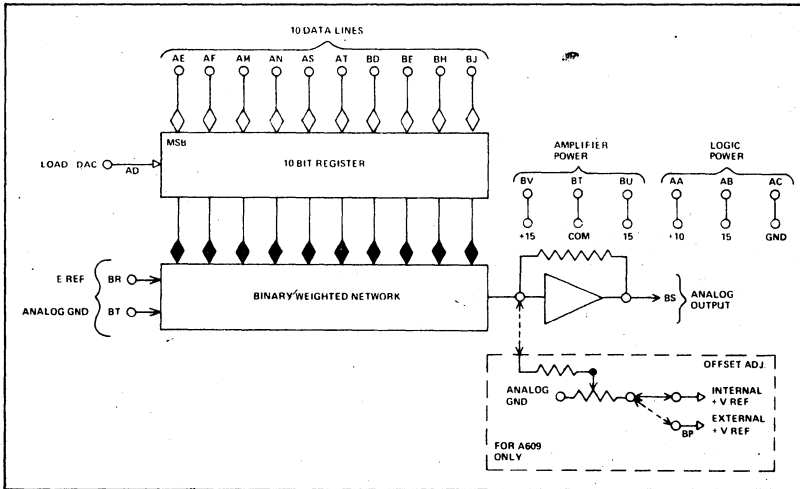 10 DATA LINES
AE AF AM AN AS AT BD BE BH BJ
MSB
10 BIT REGISTER
LOAD DAC
AD
AMPLIFIER
POWER
LOGIC
POWER
BV BT BU AA AB AC
+15 COM 15 +10 15 GND
E REF BR
ANALOG GND BT
BINARY WEIGHTED NETWORK
BS ANALOG
OUTPUT
OFFSET ADJ.
ANALOG
GND
INTERNAL
+ V REF
EXTERNAL
+ V REF
BP
FOR A609
ONLY